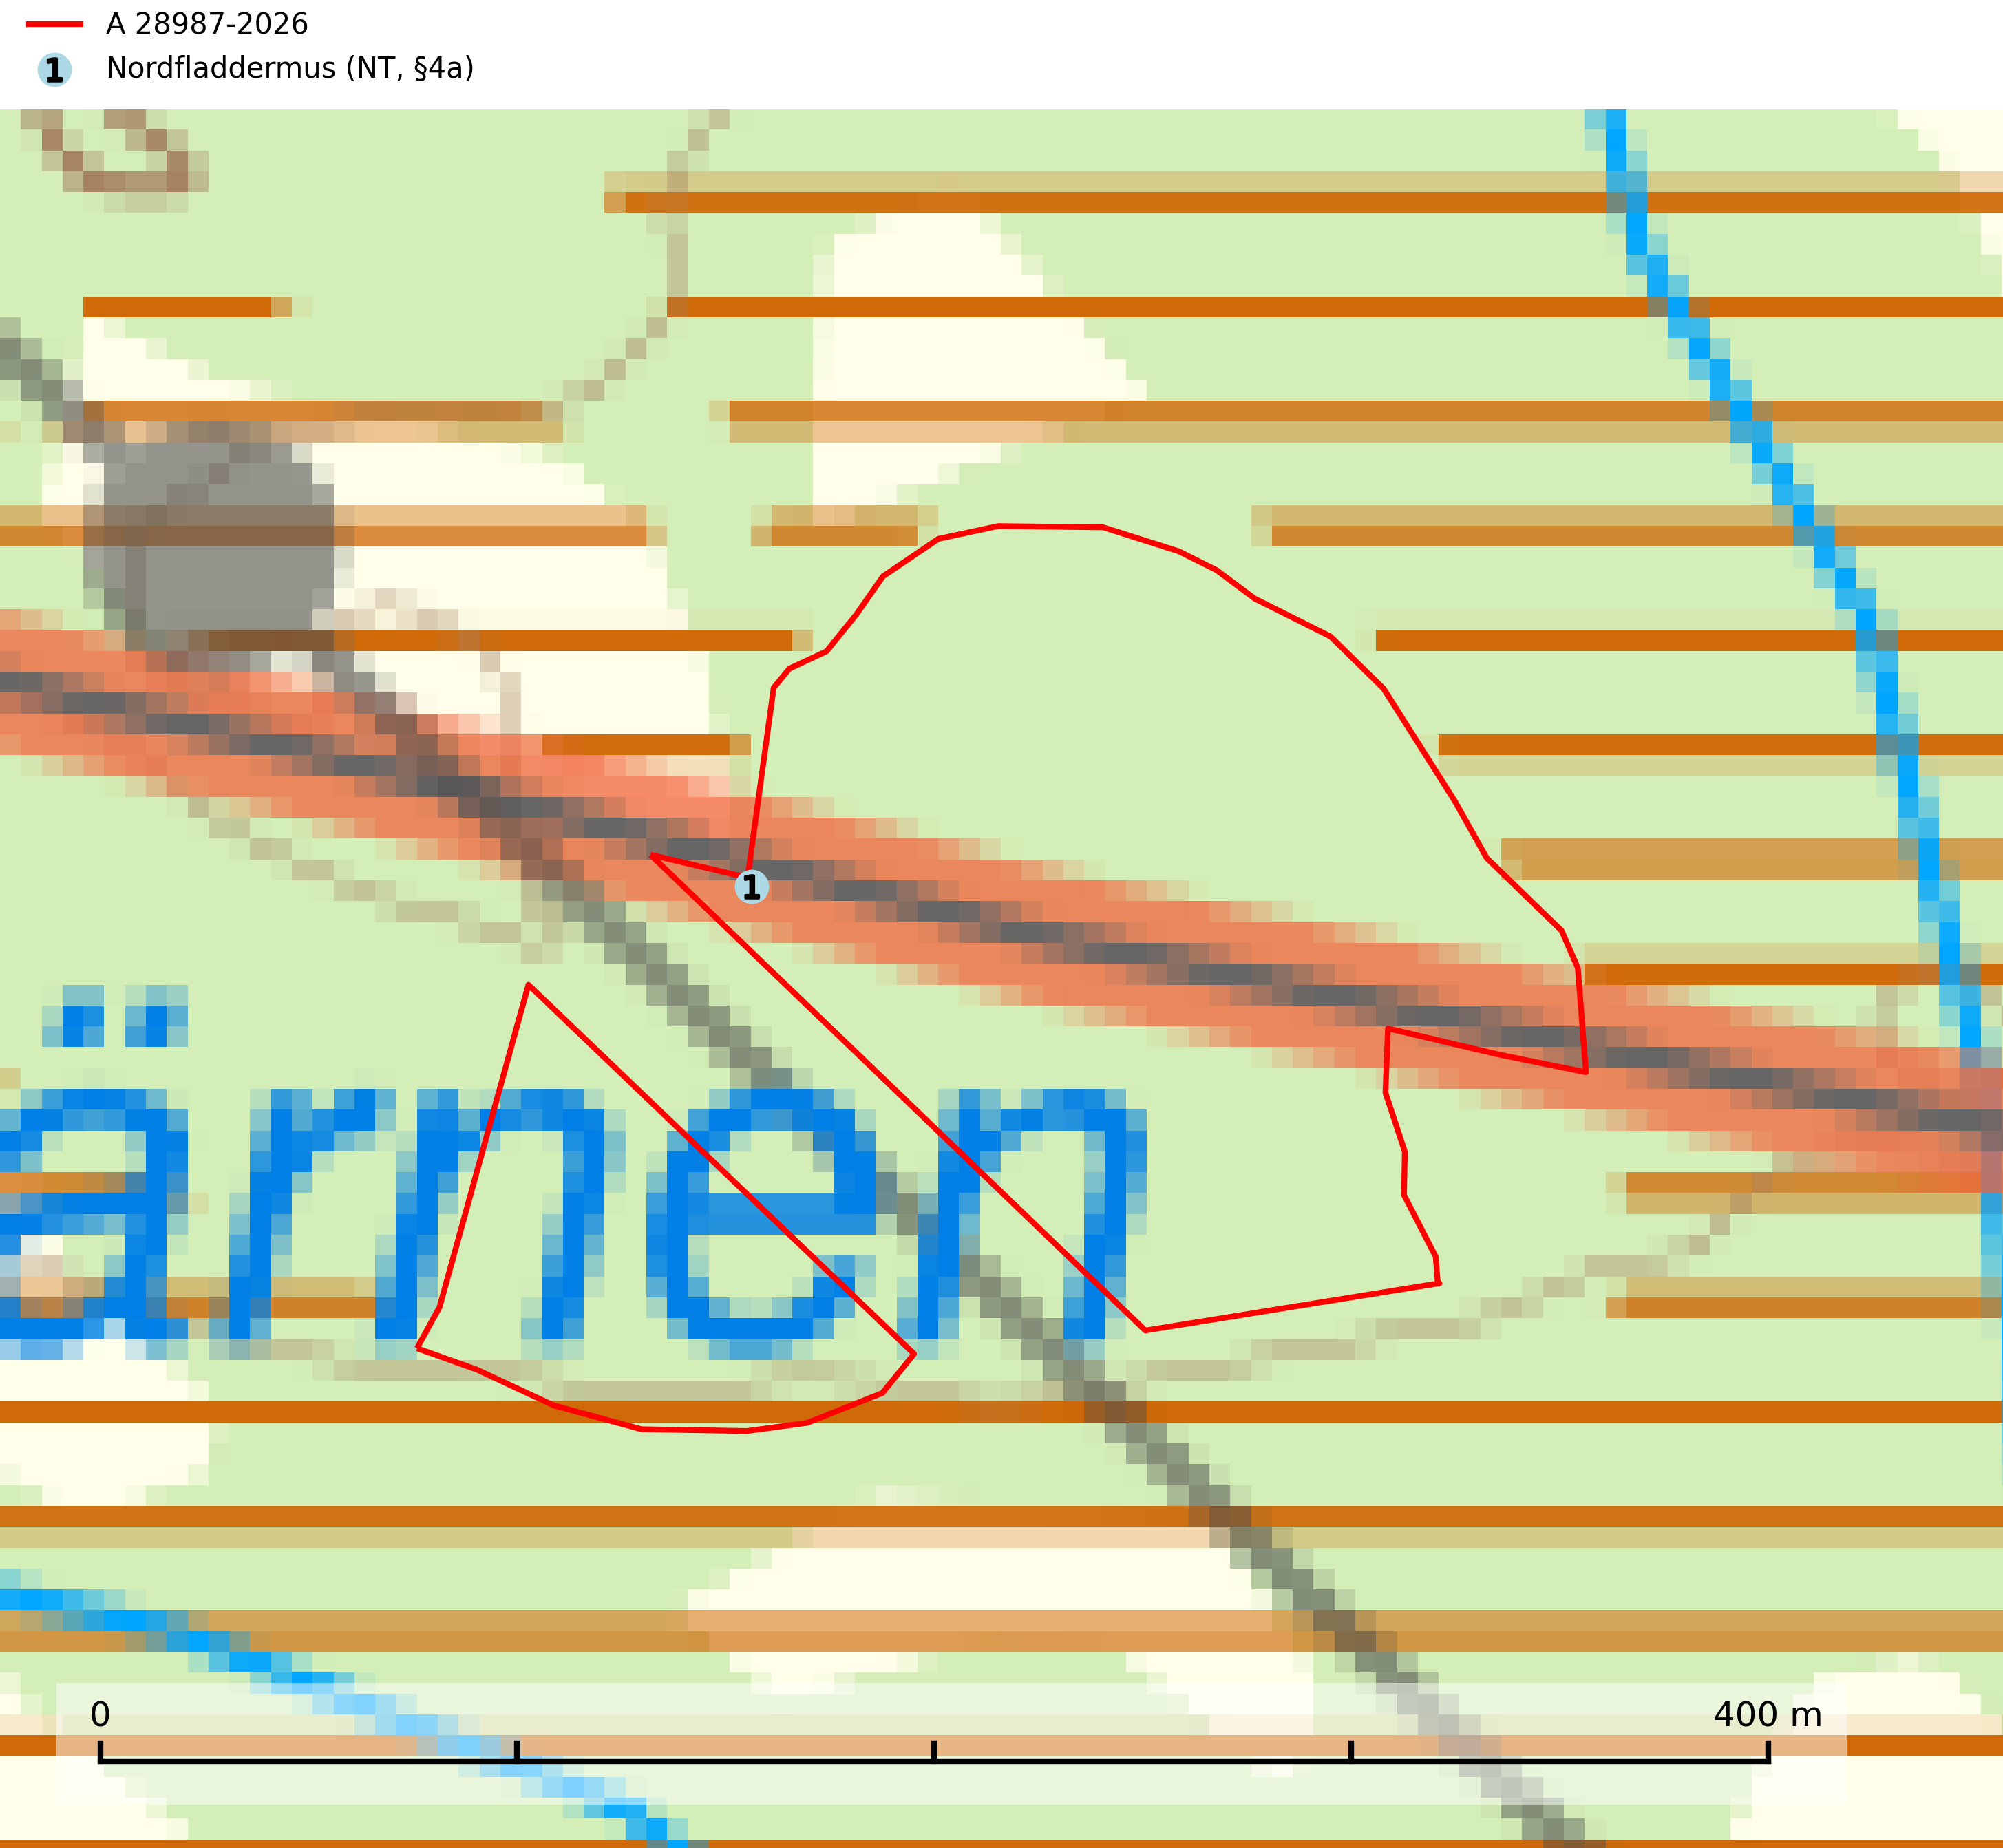 A 28987-2026
1 Nordfladdermus (NT, §4a)
1
ärnen
0 400 m